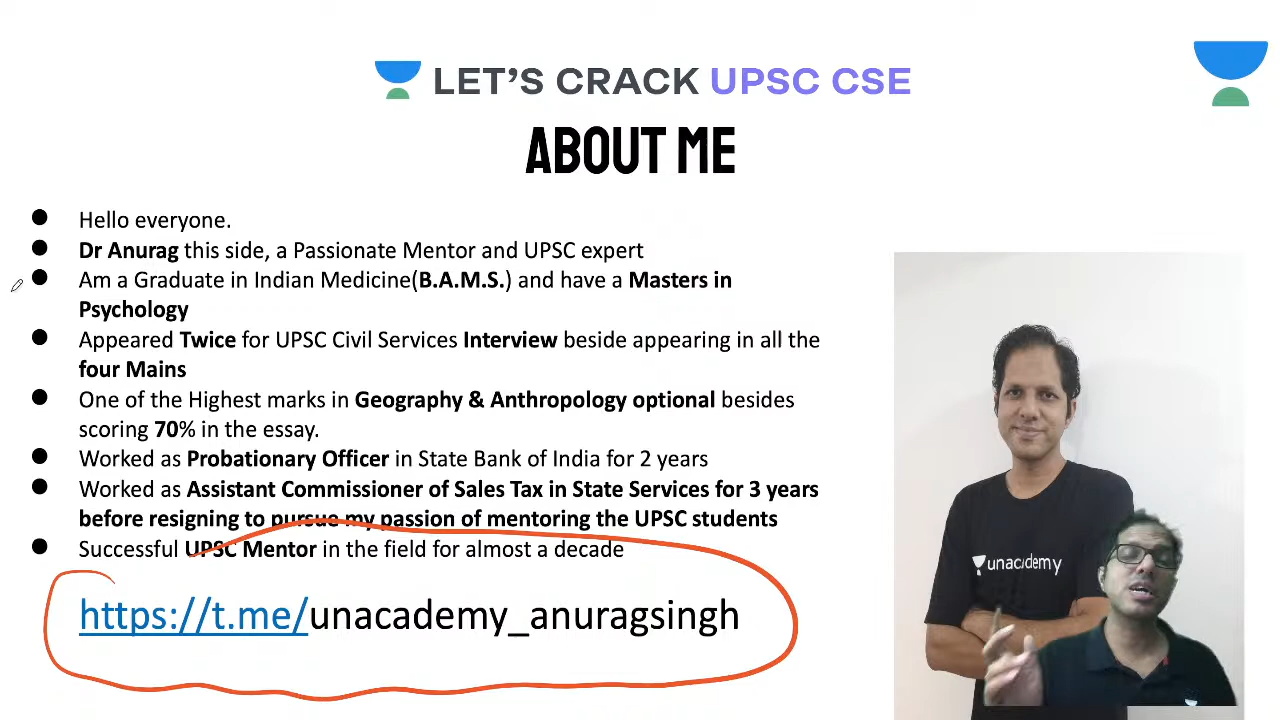 LET'S CRACK UPSC CSE
ABOUT ME
● Hello everyone.
● Dr Anurag this side, a Passionate Mentor and UPSC expert
● Am a Graduate in Indian Medicine(B.A.M.S.) and have a Masters in
Psychology
● Appeared Twice for UPSC Civil Services Interview beside appearing in all the
four Mains
● One of the Highest marks in Geography & Anthropology optional besides
scoring 70% in the essay.
● Worked as Probationary Officer in State Bank of India for 2 years
● Worked as Assistant Commissioner of Sales Tax in State Services for 3 years
before resigning to pursue my passion of mentoring the UPSC students
● Successful UPSC Mentor in the field for almost a decade
https://t.me/unacademy_anuragsingh
unacademy